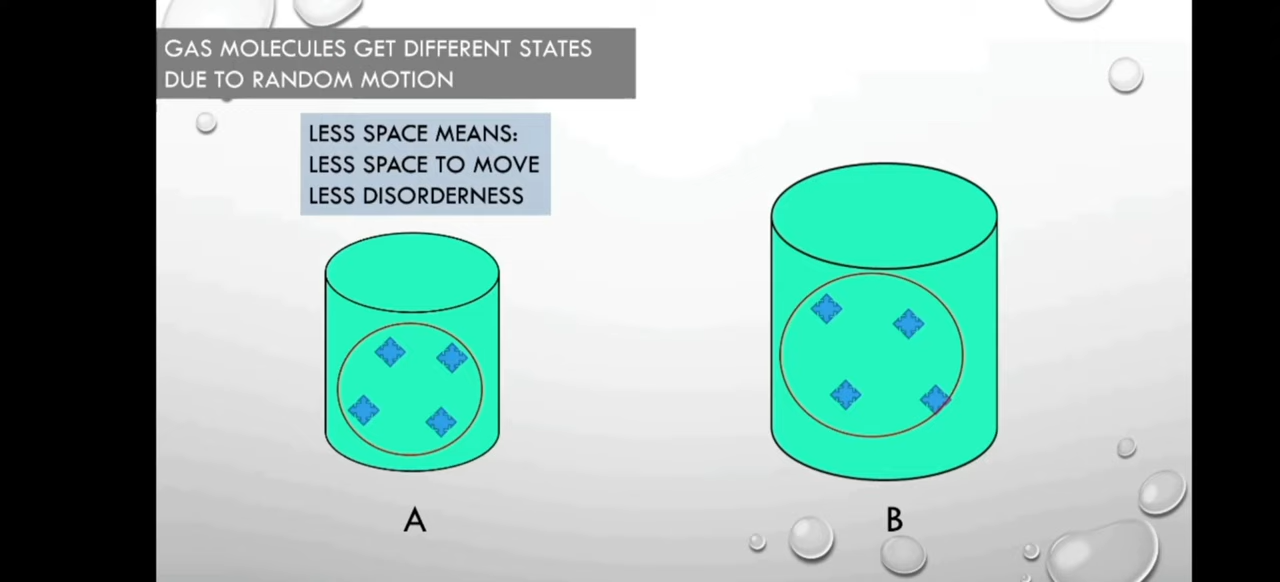 GAS MOLECULES GET DIFFERENT STATES
DUE TO RANDOM MOTION
LESS SPACE MEANS:
LESS SPACE TO MOVE
LESS DISORDERNESS
A
B